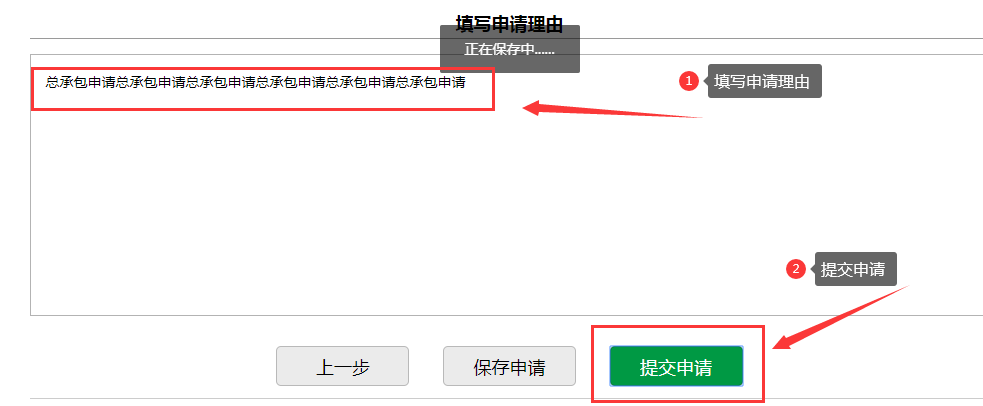 填写申请理由
正在保存中......
总承包申请总承包申请总承包申请总承包申请总承包申请总承包申请
1 填写申请理由
2 提交申请
上一步 保存申请 提交申请